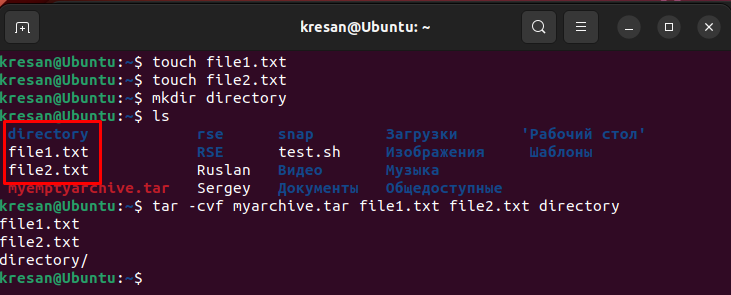 kresan@Ubuntu: ~
kresan@Ubuntu:~$ touch file1.txt
kresan@Ubuntu:~$ touch file2.txt
kresan@Ubuntu:~$ mkdir directory
kresan@Ubuntu:~$ ls
directory rse snap Загрузки 'Рабочий стол'
file1.txt RSE test.sh Изображения Шаблоны
file2.txt Ruslan Видео Музыка
MyEmptyarchive.tar Sergey Документы Общедоступные
kresan@Ubuntu:~$ tar -cvf myarchive.tar file1.txt file2.txt directory
file1.txt
file2.txt
directory/
kresan@Ubuntu:~$